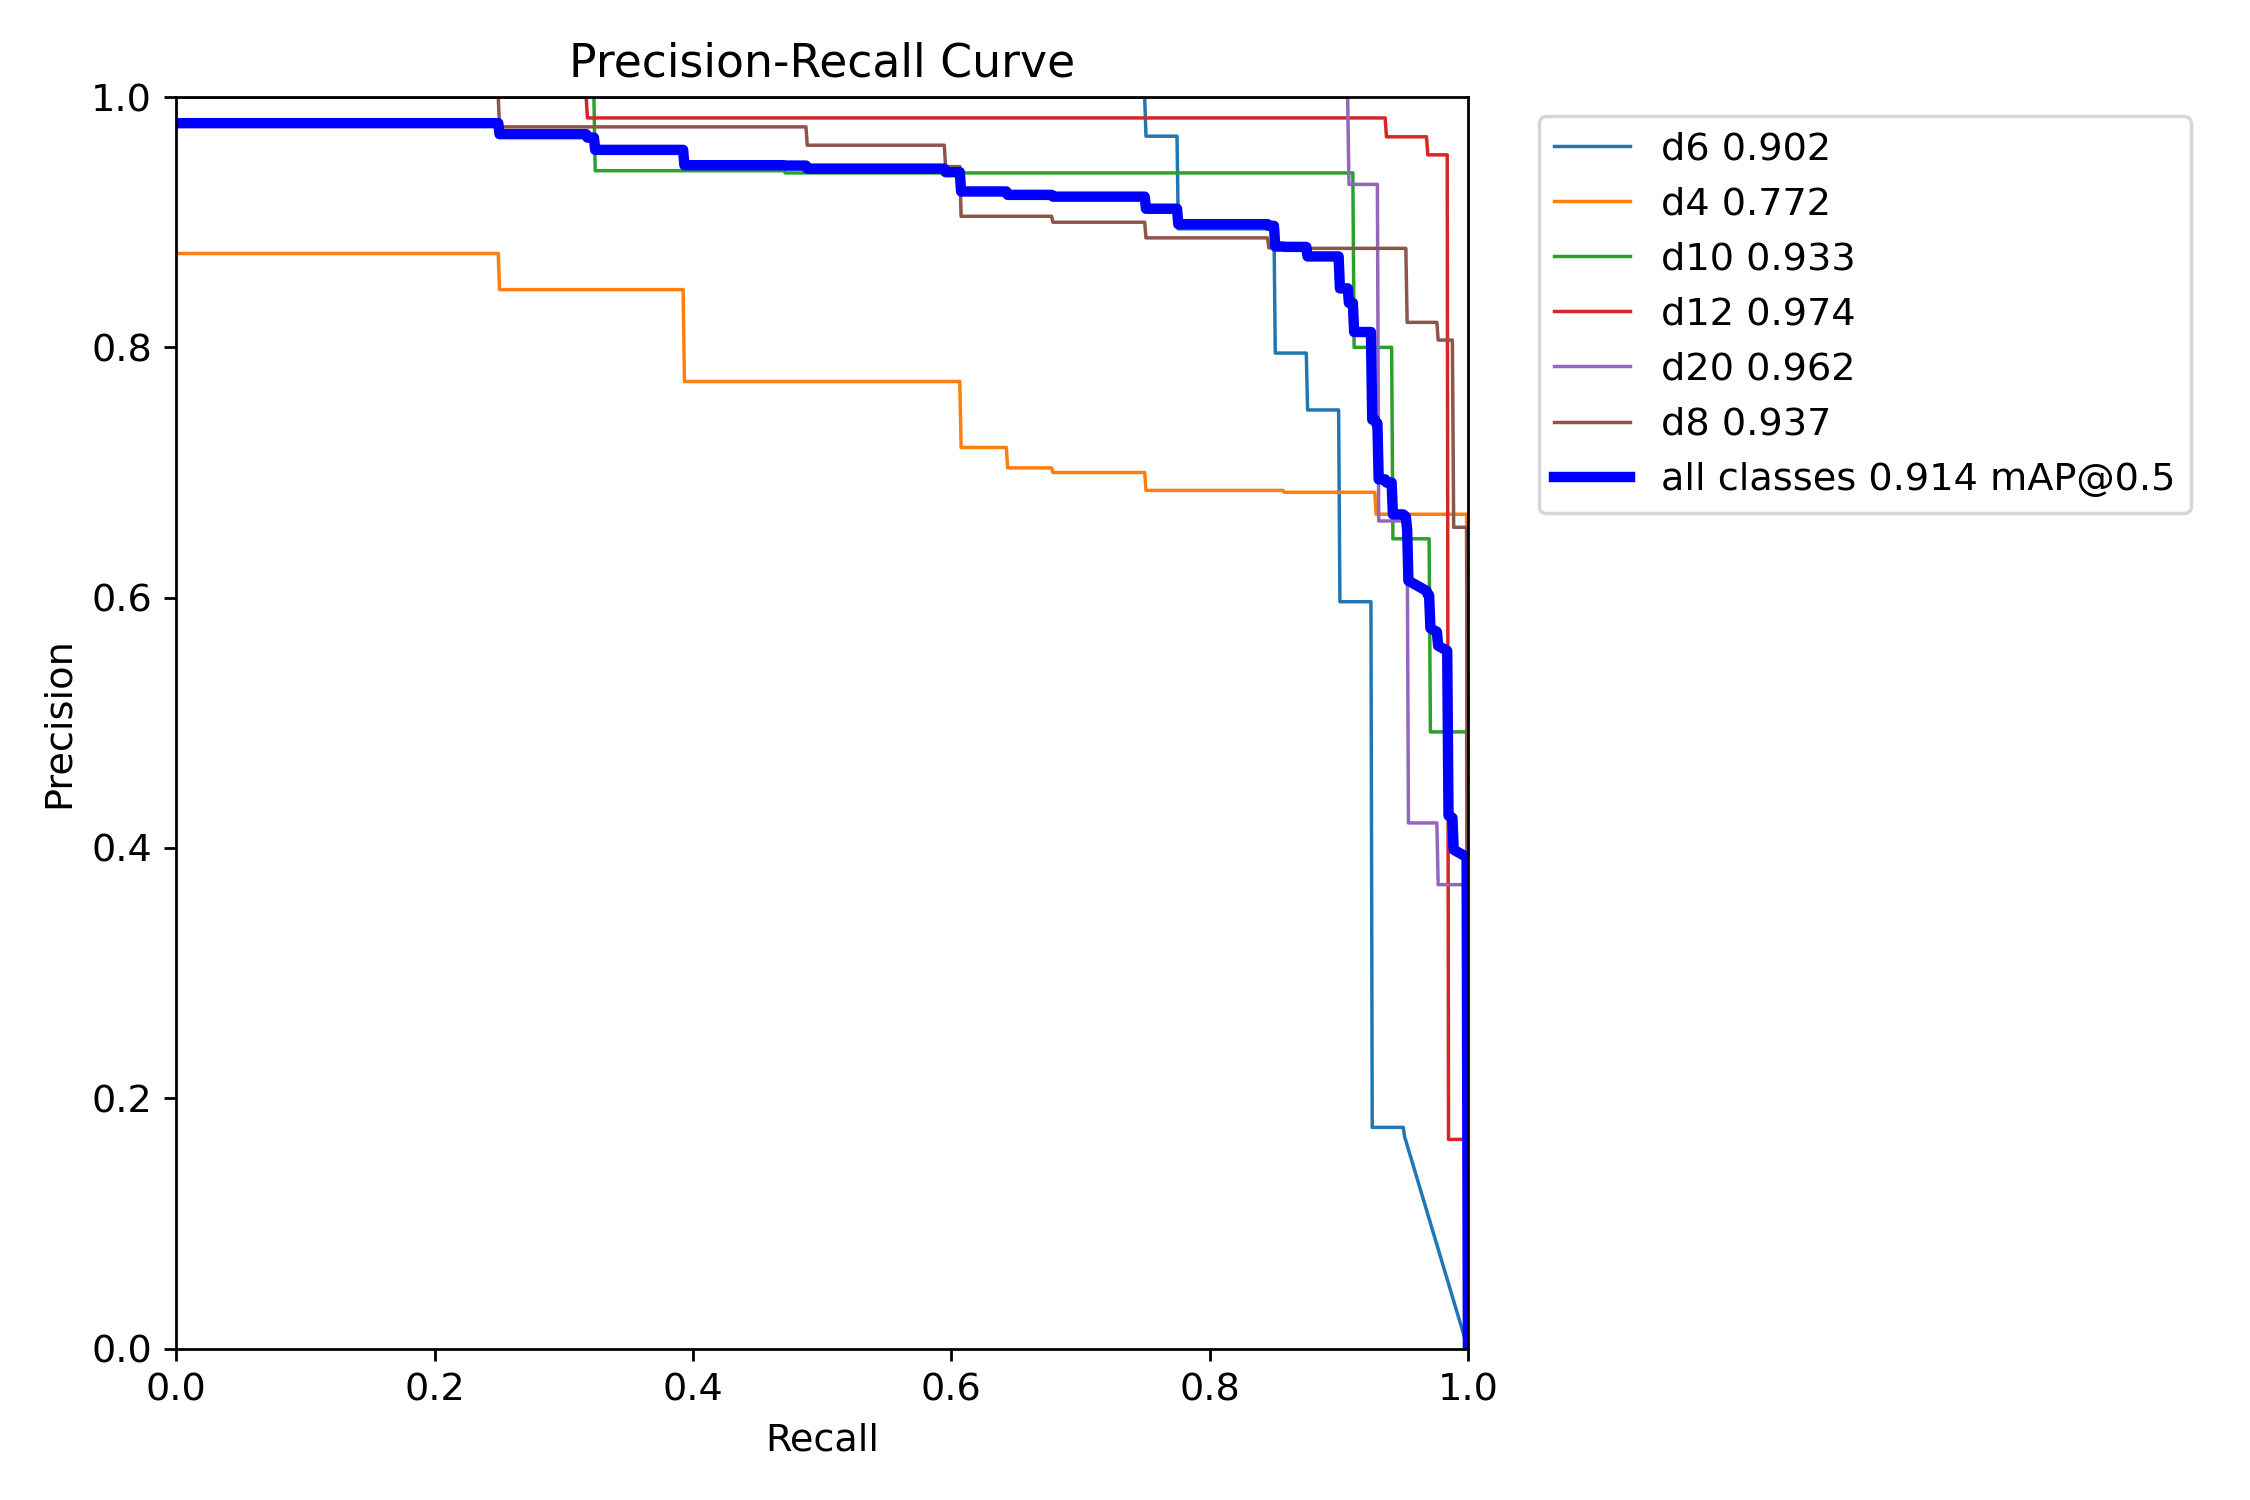 Precision-Recall Curve
1.0
0.8
0.6
0.4
0.2
0.0
Precision
0.0 0.2 0.4 0.6 0.8 1.0
Recall
d6 0.902
d4 0.772
d10 0.933
d12 0.974
d20 0.962
d8 0.937
all classes 0.914 mAP@0.5